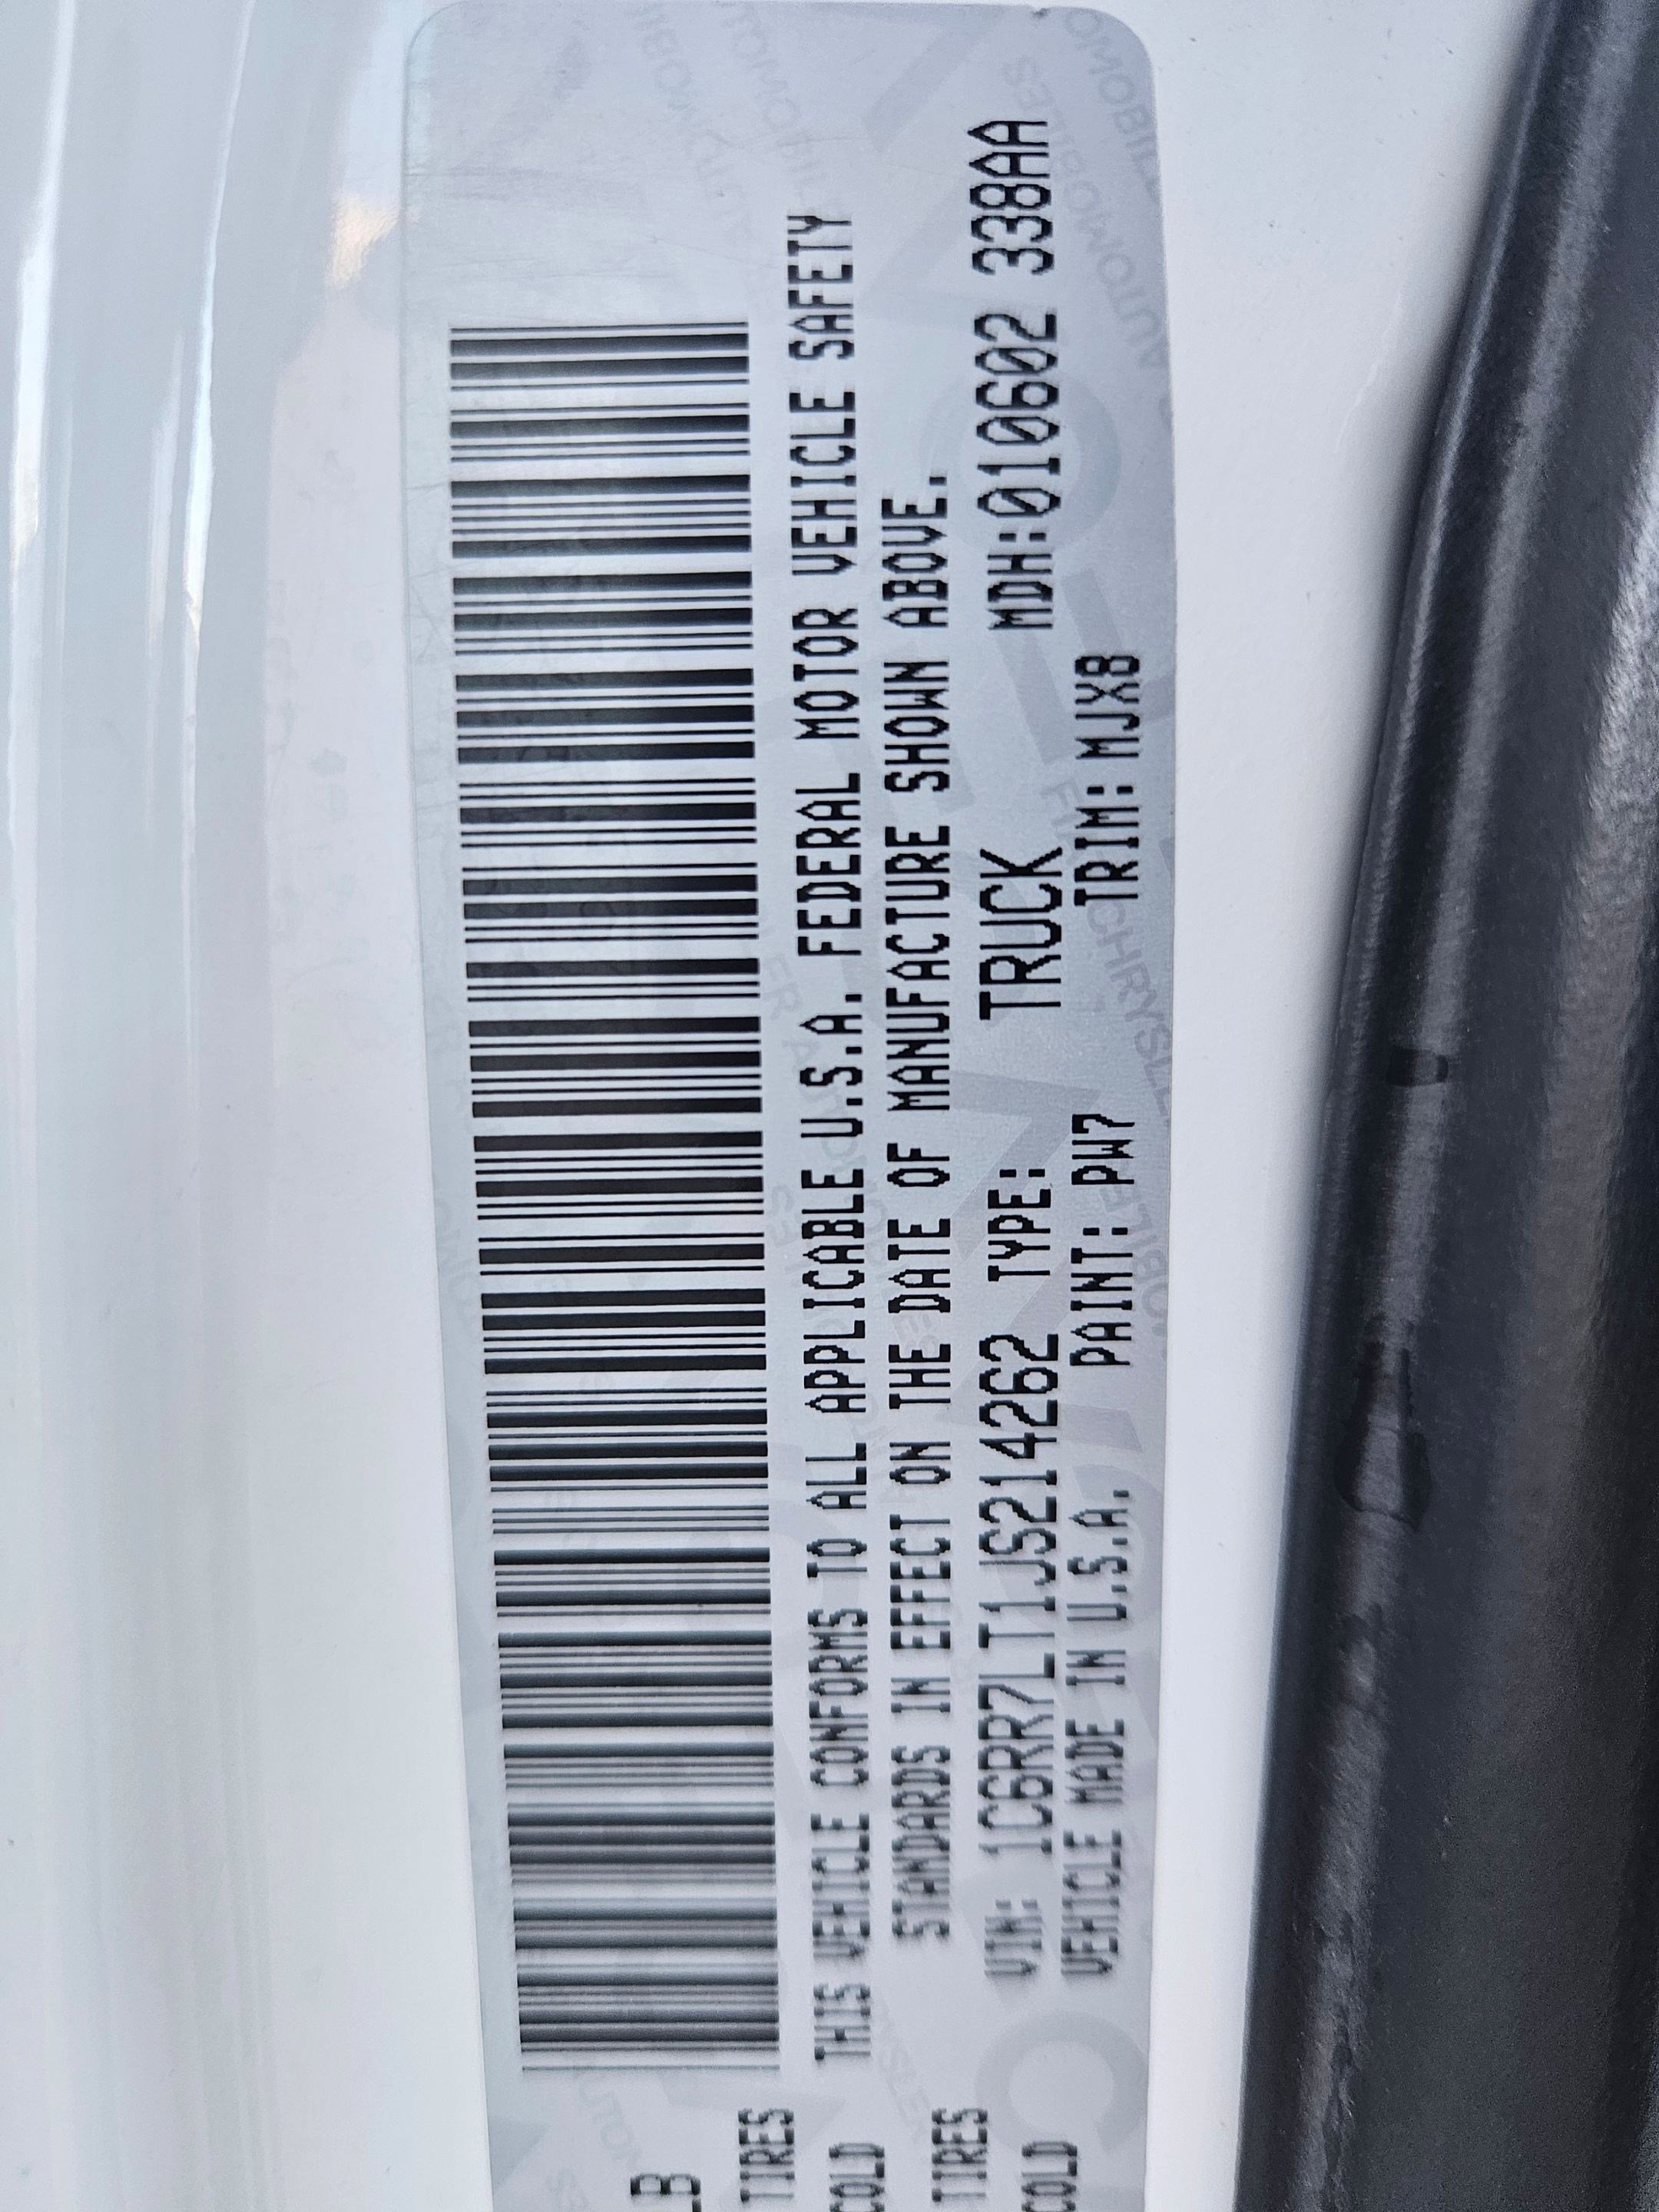 LB
TIRES
COLD
TIRES
COLD
THIS VEHICLE CONFORMS TO ALL APPLICABLE U.S.A. FEDERAL MOTOR VEHICLE SAFETY
STANDARDS IN EFFECT ON THE DATE OF MANUFACTURE SHOWN ABOVE.
VIN: 1C6RR7LT1JS214262 TYPE: TRUCK MDH:010602 338AA
VEHICLE MADE IN U.S.A. PAINT: PW7 TRIM: MJX8